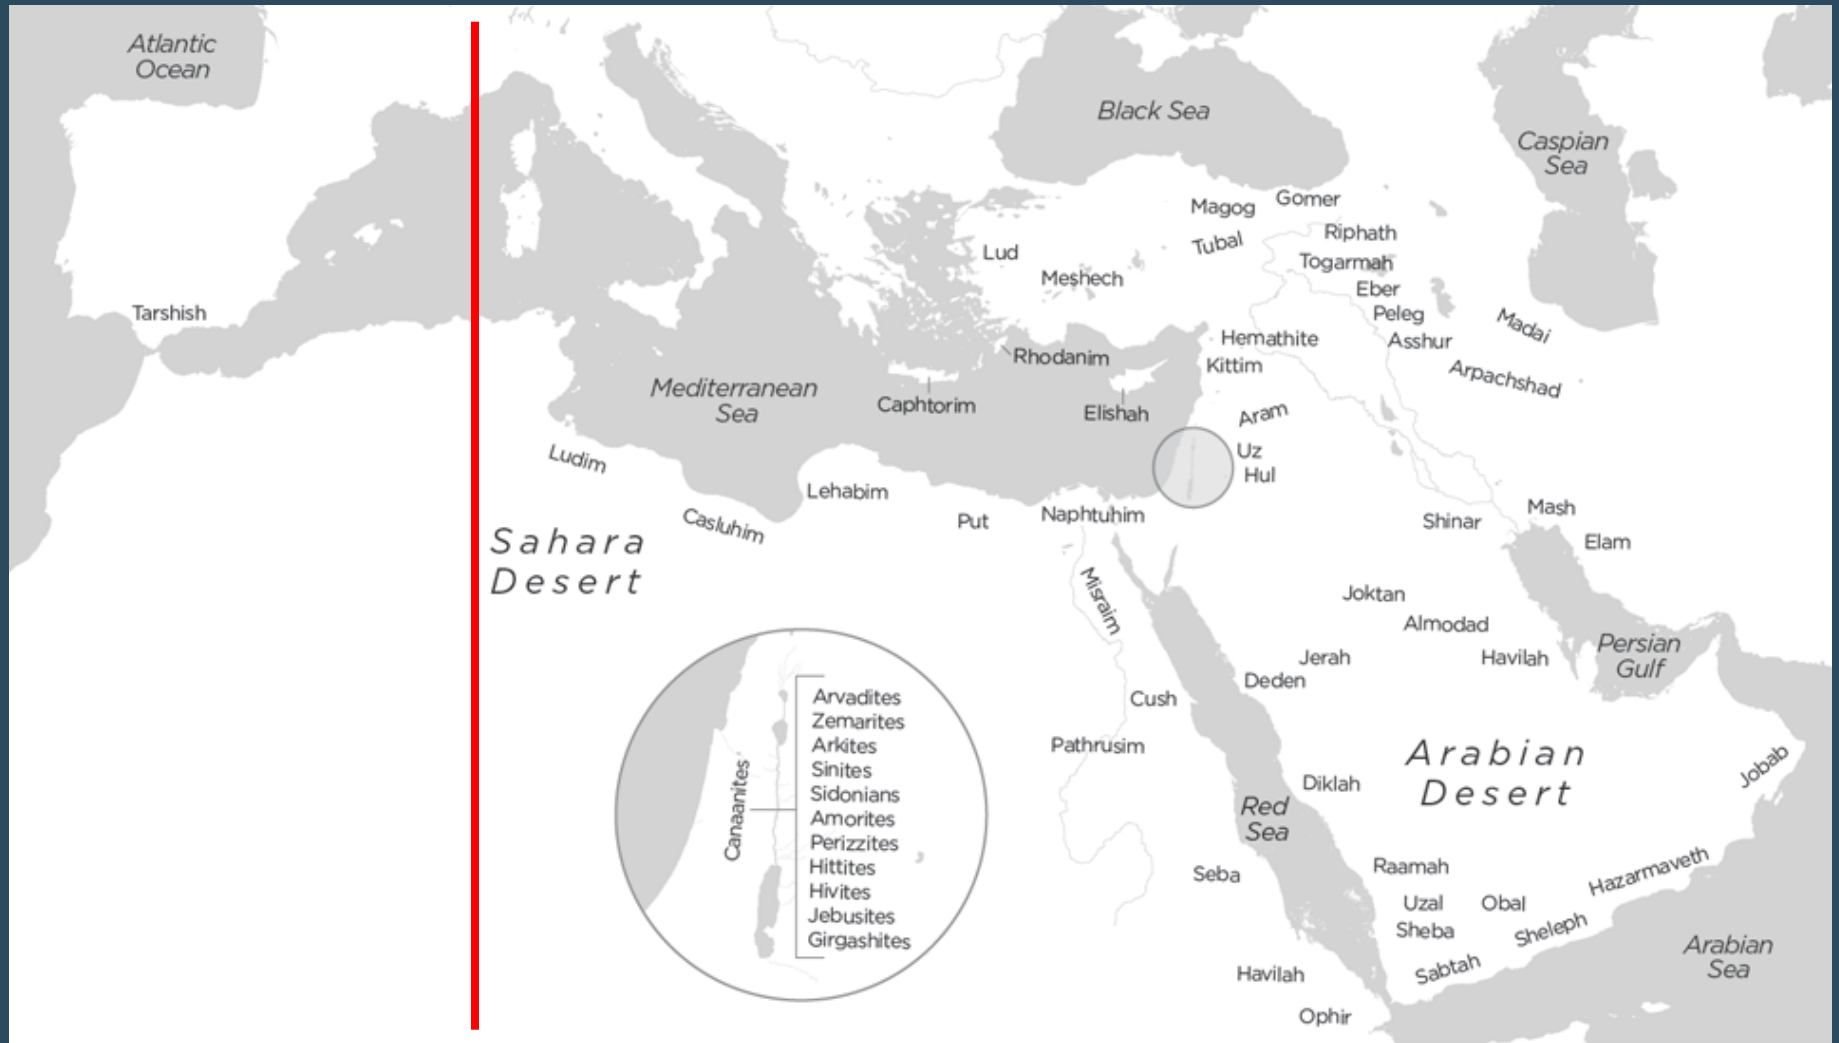 Atlantic
Ocean
Black Sea
Caspian
Sea
Magog
Gomer
Riphath
Tubal
Lud
Togarmah
Meshech
Eber
Tarshish
Peleg
Madai
Hemathite
Asshur
Rhodanim
Kittim
Arpachshad
Mediterranean
Sea
Caphtorim
Elishah
Aram
Uz
Hul
Ludim
Lehabim
Casluhim
Put
Naphtuhim
Shinar
Mash
Elam
Sahara
Desert
Misraim
Joktan
Almodad
Jerah
Havilah
Persian
Gulf
Deden
Cush
Pathrusim
Arabian
Desert
Jobab
Diklah
Red
Sea
Canaanites
Arvadites
Zemarites
Arkites
Sinites
Sidonians
Amorites
Perizzites
Hittites
Hivites
Jebusites
Girgashites
Seba
Raamah
Hazarmaveth
Uzal
Obal
Sheba
Sheleph
Arabian
Sea
Sabtah
Havilah
Ophir